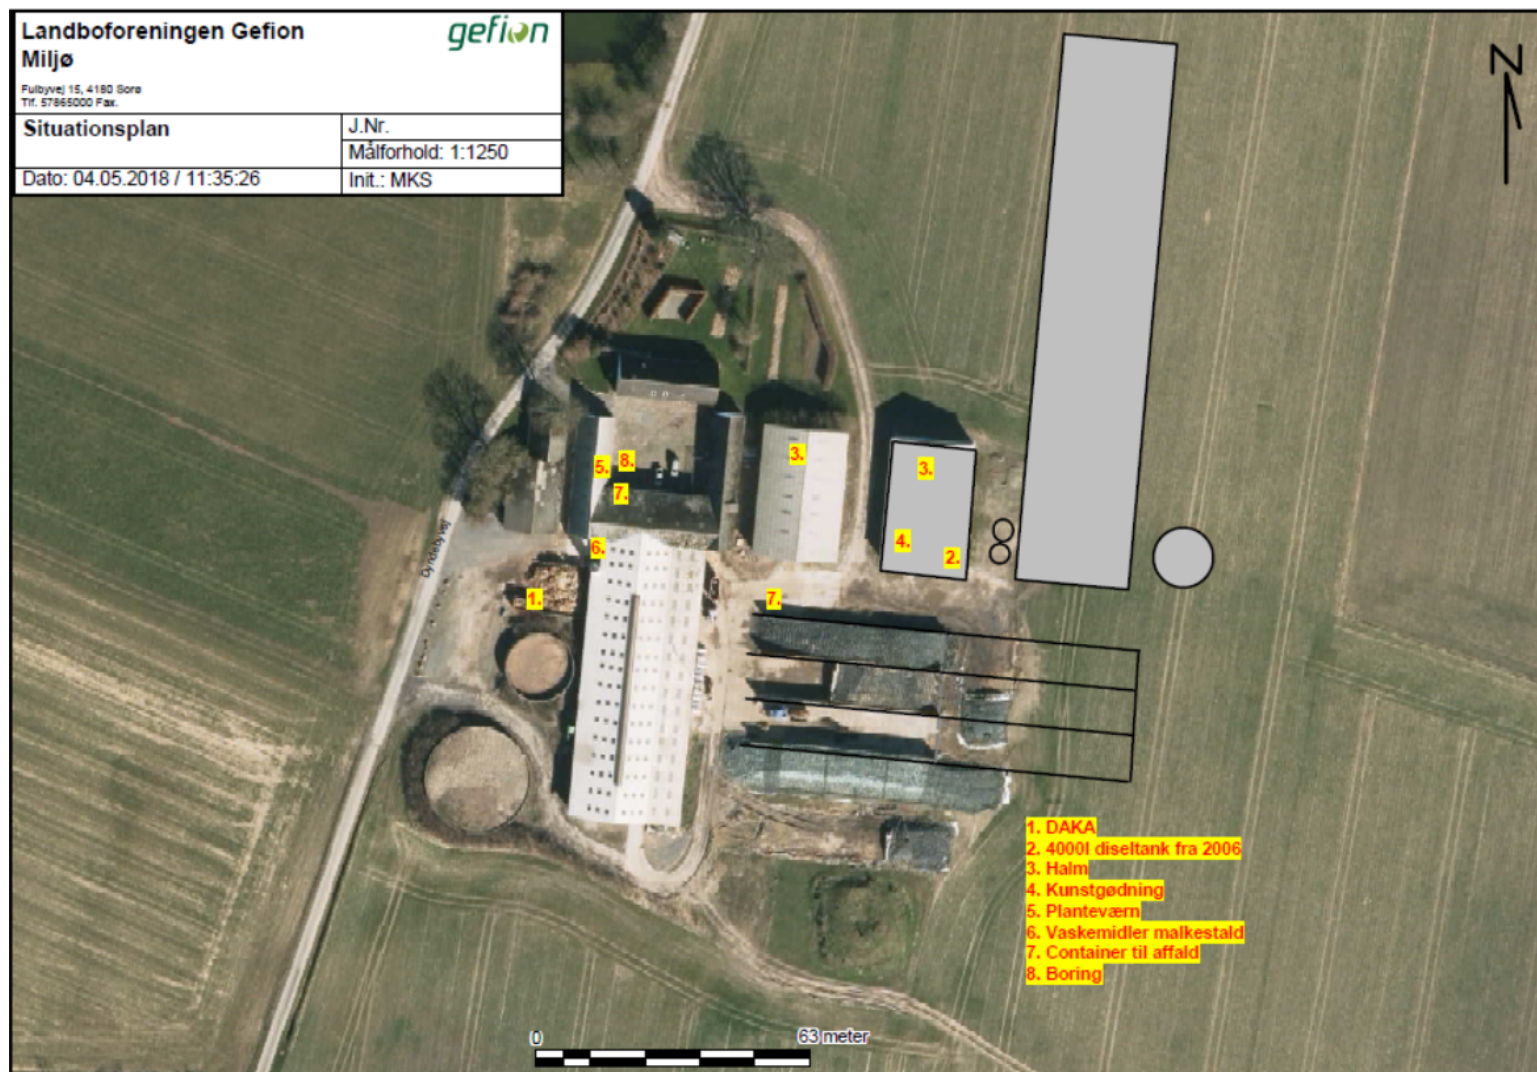 Landboforeningen Gefion
Miljø
gefion
Fulbyvej 15, 4180 Sorø
Tlf. 57865000 Fax.
Situationsplan
J.Nr.
Målforhold: 1:1250
Dato: 04.05.2018 / 11:35:26
Init.: MKS
N
3.
3.
8.
5.
7.
4.
6.
2.
Dyndebyvej
1.
7.
1. DAKA
2. 4000l diseltank fra 2006
3. Halm
4. Kunstgødning
5. Planteværn
6. Vaskemidler malkestald
7. Container til affald
8. Boring
0
63 meter